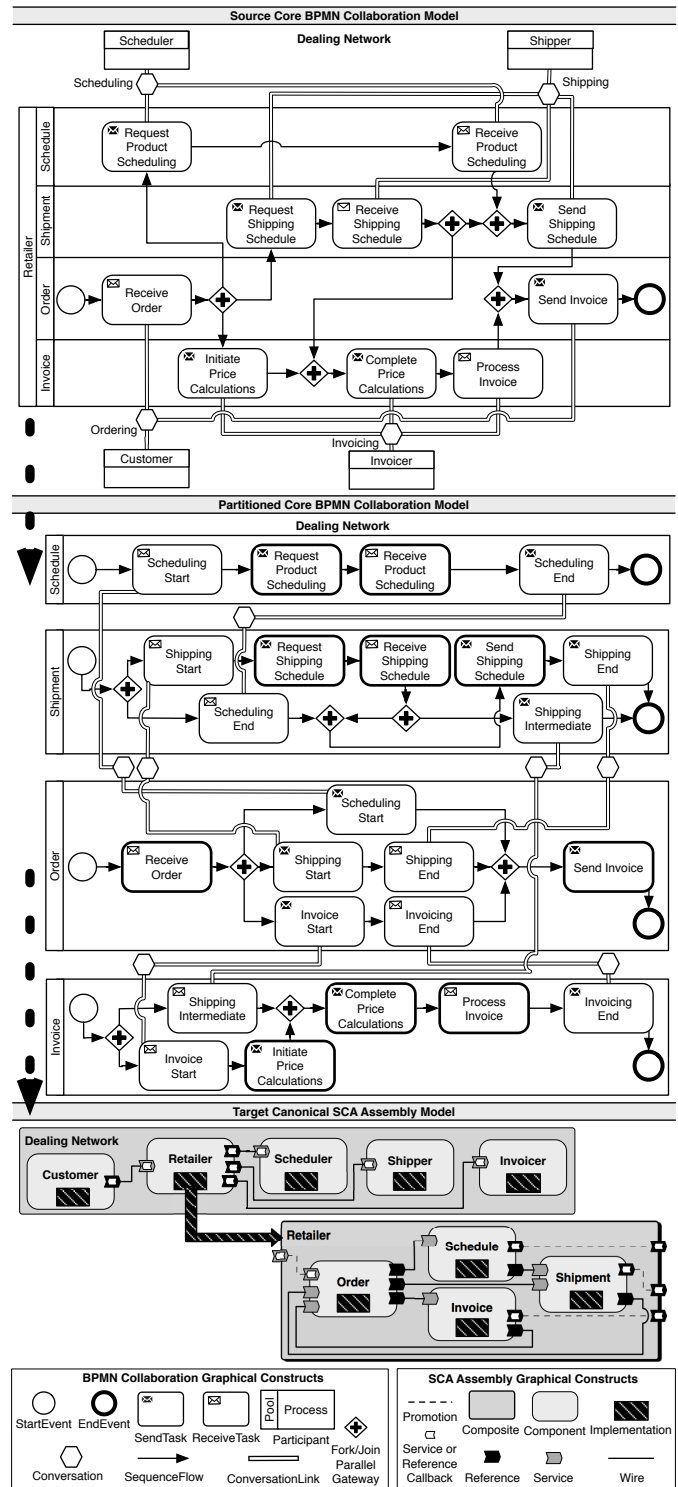 Source Core BPMN Collaboration Model
Dealing Network
Scheduler
Shipper
Scheduling
Shipping
Retailer
Schedule
Request
Product
Scheduling
Receive
Product
Scheduling
Shipment
Request
Shipping
Schedule
Receive
Shipping
Schedule
Send
Shipping
Schedule
Order
Receive
Order
Send Invoice
Invoice
Initiate
Price
Calculations
Complete
Price
Calculations
Process
Invoice
Ordering
Invoicing
Customer
Invoicer
Partitioned Core BPMN Collaboration Model
Dealing Network
Schedule
Scheduling
Start
Request
Product
Scheduling
Receive
Product
Scheduling
Scheduling
End
Shipment
Shipping
Start
Request
Shipping
Schedule
Receive
Shipping
Schedule
Send
Shipping
Schedule
Shipping
End
Scheduling
End
Shipping
Intermediate
Order
Scheduling
Start
Receive
Order
Shipping
Start
Shipping
End
Send Invoice
Invoice
Start
Invoicing
End
Invoice
Shipping
Intermediate
Complete
Price
Calculations
Process
Invoice
Invoicing
End
Invoice
Start
Initiate
Price
Calculations
Target Canonical SCA Assembly Model
Dealing Network
Customer
Retailer
Scheduler
Shipper
Invoicer
Retailer
Order
Schedule
Invoice
Shipment
BPMN Collaboration Graphical Constructs
StartEvent
EndEvent
SendTask
ReceiveTask
Pool
Process
Participant
Fork/Join
Parallel
Gateway
Conversation
SequenceFlow
ConversationLink
SCA Assembly Graphical Constructs
Promotion
Composite
Component
Implementation
Service or
Reference
Callback
Reference
Service
Wire